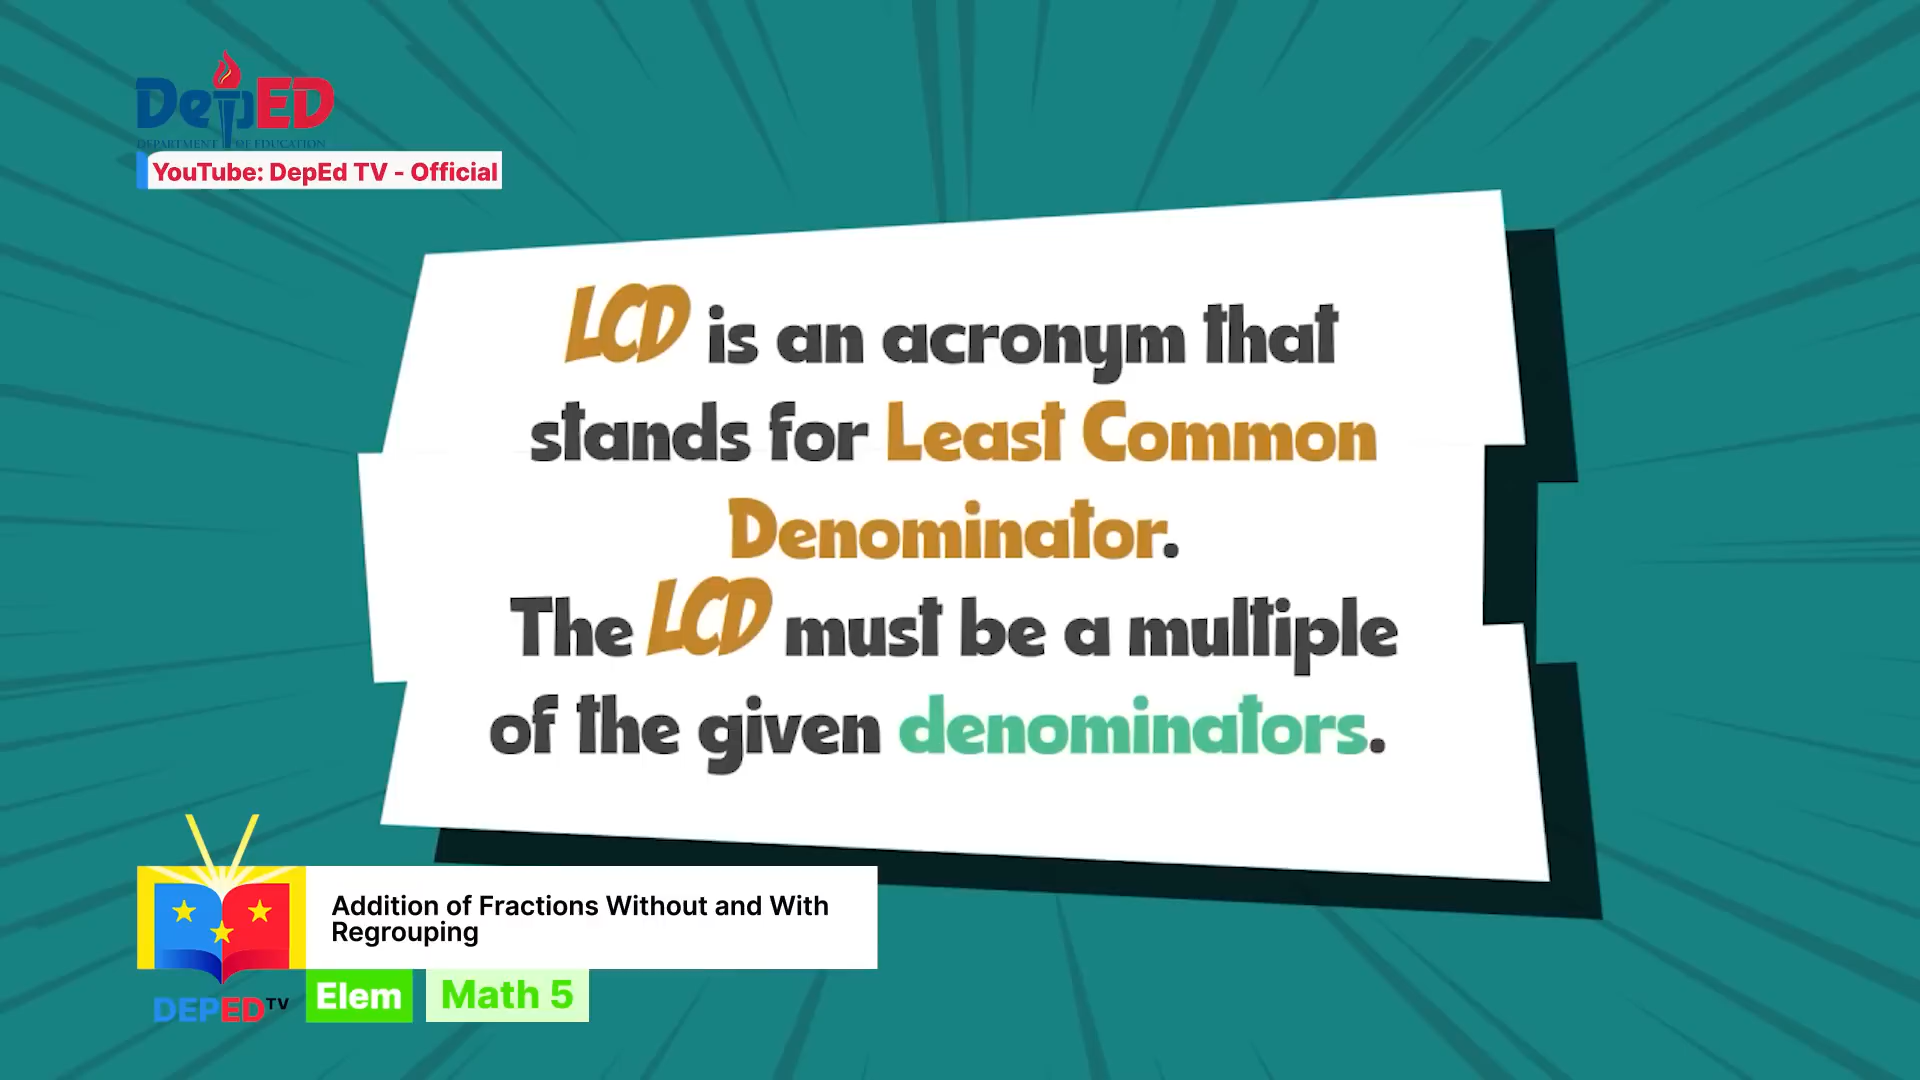 DepED
DEPARTMENT OF EDUCATION
YouTube: DepEd TV - Official
LCD is an acronym that
stands for Least Common
Denominator.
The LCD must be a multiple
of the given denominators.
Addition of Fractions Without and With
Regrouping
DEPED TV
Elem
Math 5